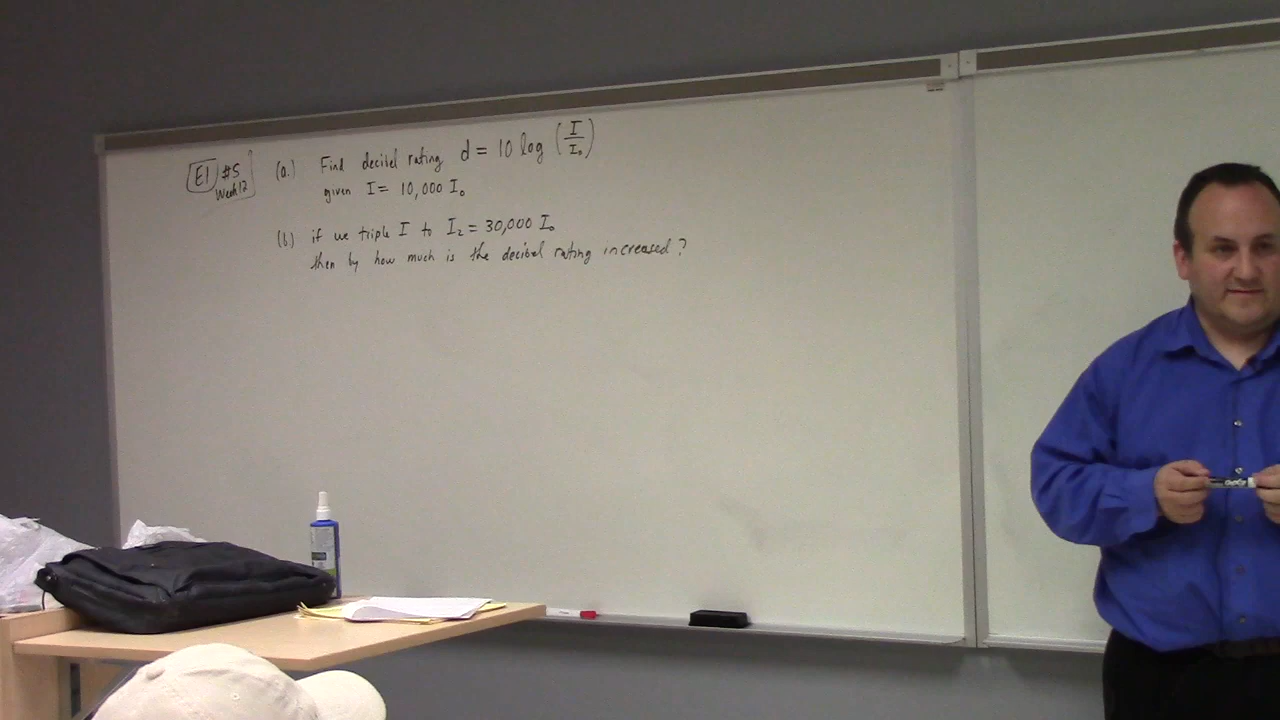 E1 #5 (a.) Find decibel rating d = 10 log (I/I₀)
Week 12 given I = 10,000 I₀
(b.) if we triple I to I₂ = 30,000 I₀
then by how much is the decibel rating increased?